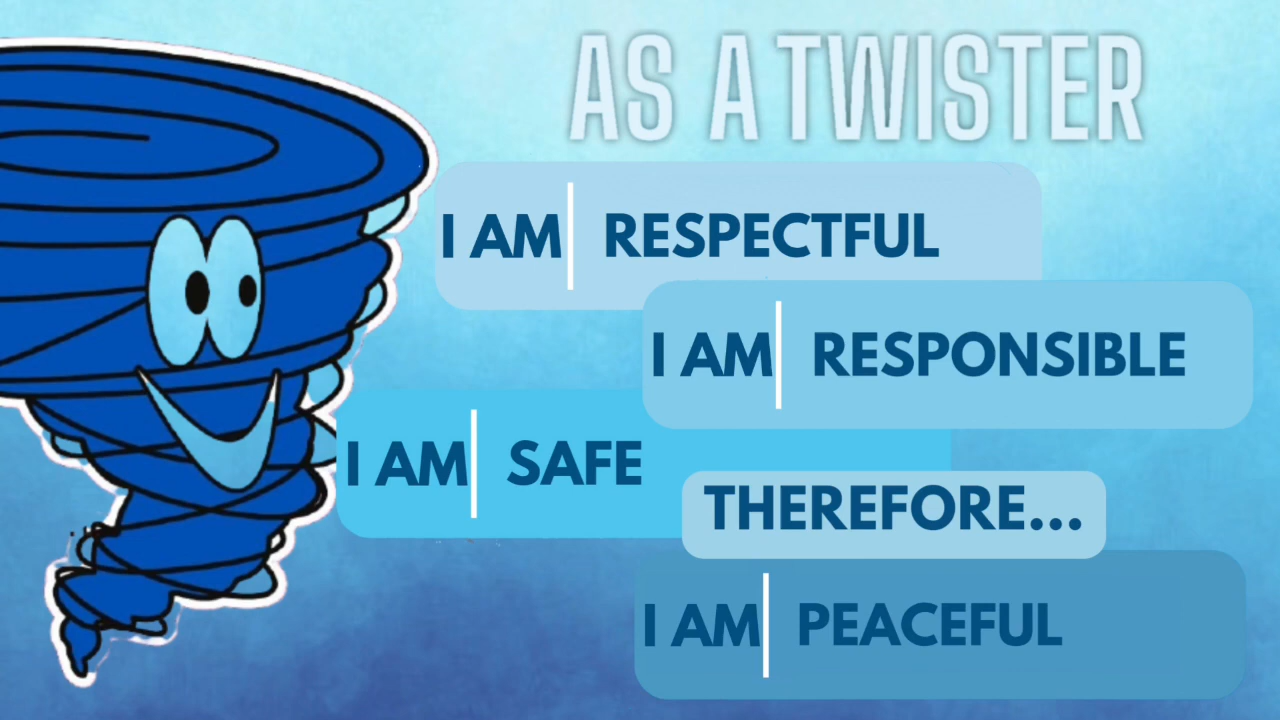 AS A TWISTER
I AM RESPECTFUL
I AM RESPONSIBLE
I AM SAFE
THEREFORE...
I AM PEACEFUL